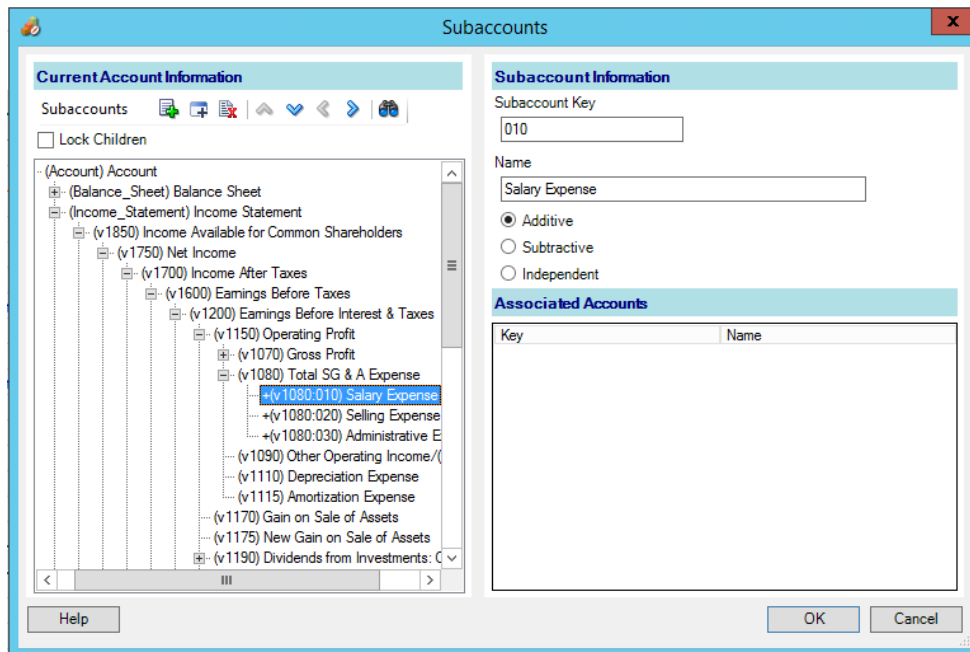 Subaccounts
x
Current Account Information
Subaccounts
Lock Children
(Account) Account
(Balance_Sheet) Balance Sheet
(Income_Statement) Income Statement
(v1850) Income Available for Common Shareholders
(v1750) Net Income
(v1700) Income After Taxes
(v1600) Earnings Before Taxes
(v1200) Earnings Before Interest & Taxes
(v1150) Operating Profit
(v1070) Gross Profit
(v1080) Total SG & A Expense
+(v1080:010) Salary Expense
+(v1080:020) Selling Expense
+(v1080:030) Administrative E
(v1090) Other Operating Income/(
(v1110) Depreciation Expense
(v1115) Amortization Expense
(v1170) Gain on Sale of Assets
(v1175) New Gain on Sale of Assets
(v1190) Dividends from Investments: C
Subaccount Information
Subaccount Key
010
Name
Salary Expense
Additive
Subtractive
Independent
Associated Accounts
Key Name
Help
OK
Cancel